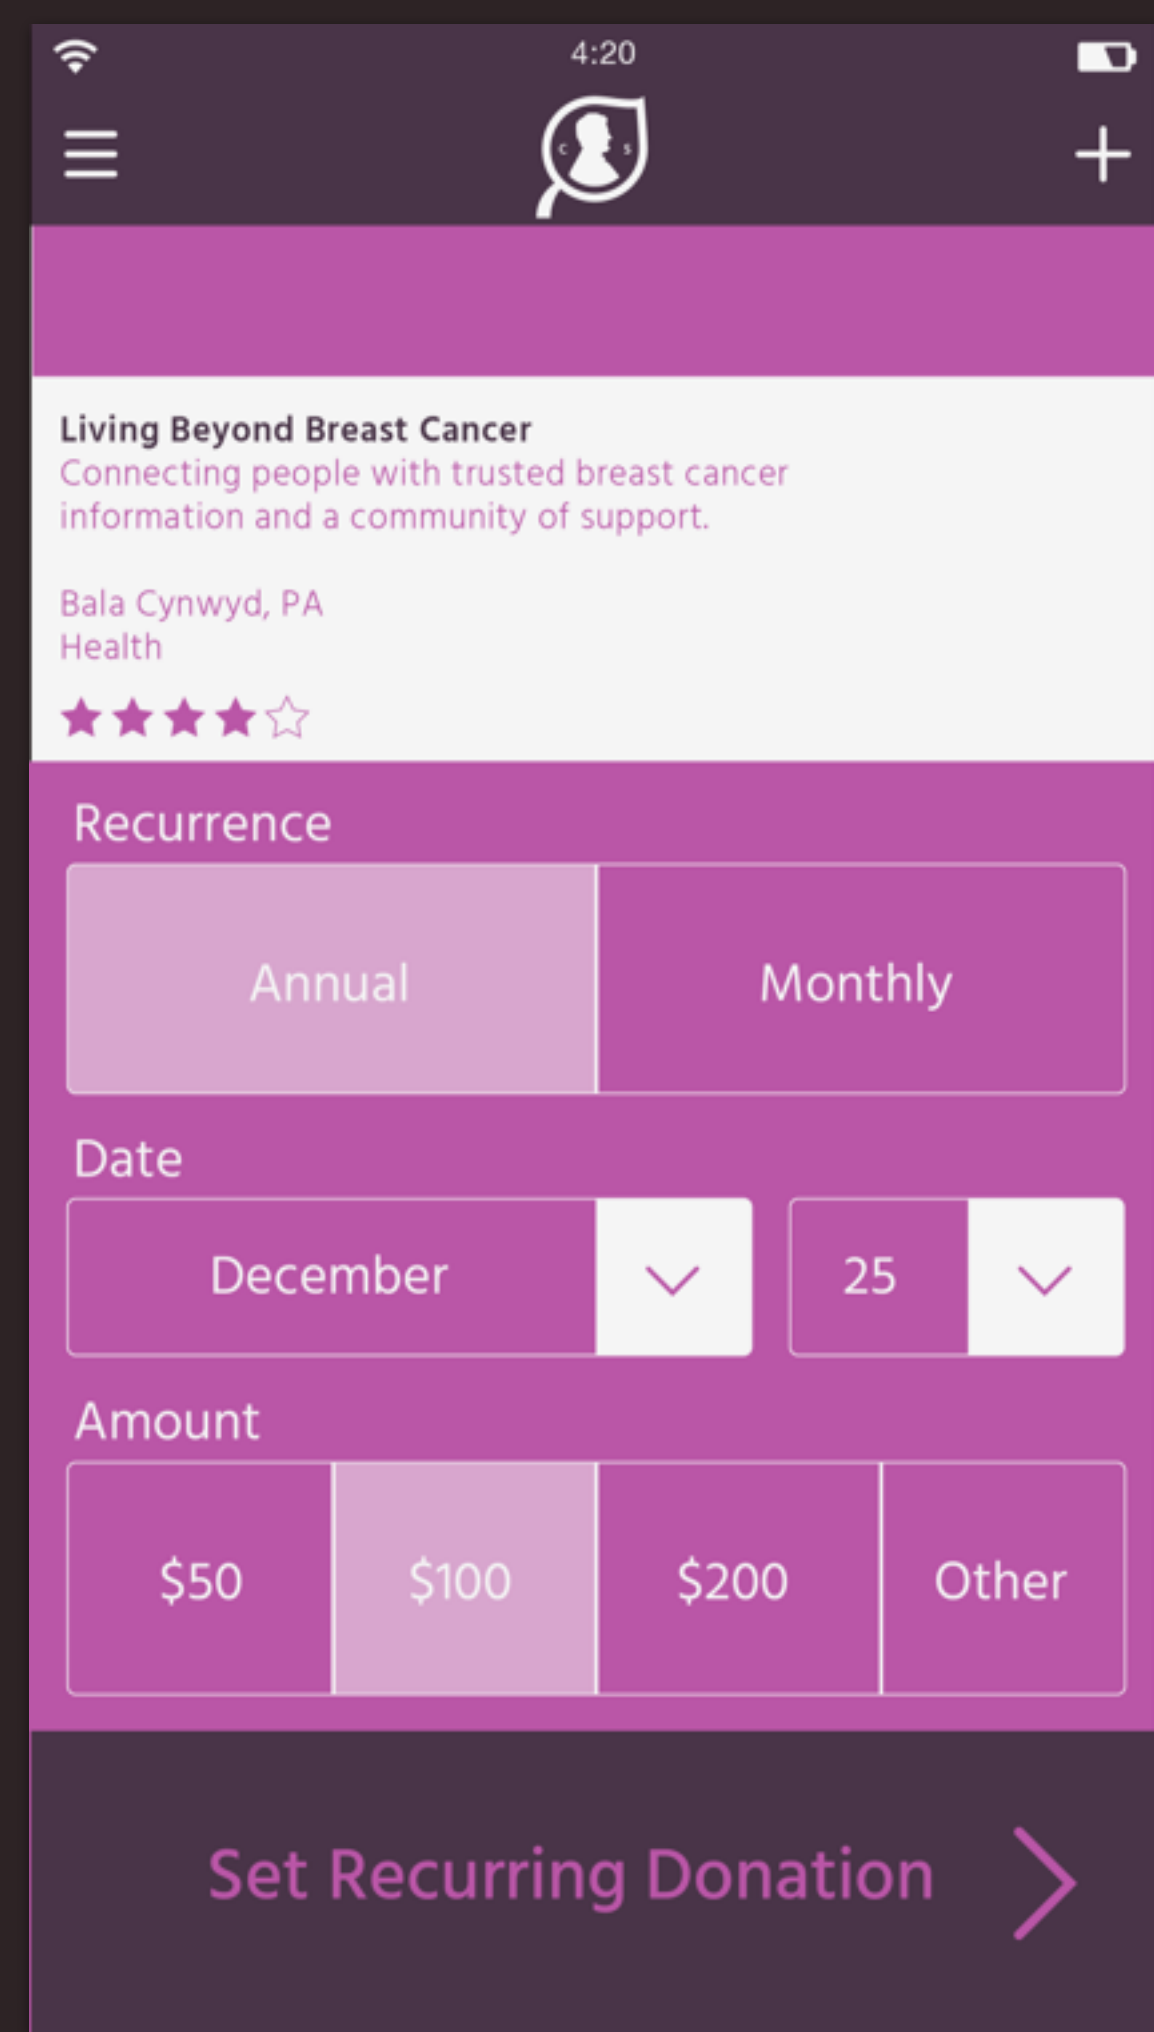 4:20
C S
Living Beyond Breast Cancer
Connecting people with trusted breast cancer
information and a community of support.
Bala Cynwyd, PA
Health
Recurrence
Annual Monthly
Date
December 25
Amount
$50 $100 $200 Other
Set Recurring Donation